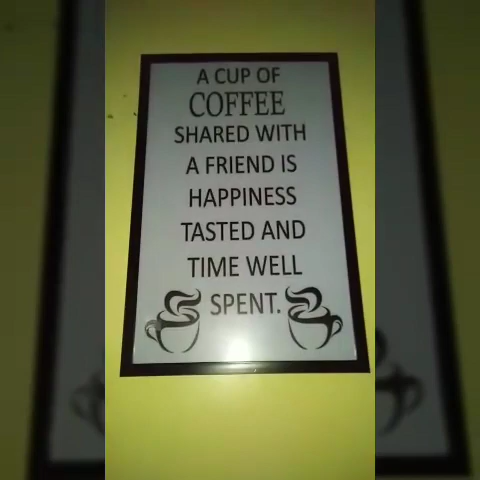 A CUP OF
COFFEE
SHARED WITH
A FRIEND IS
HAPPINESS
TASTED AND
TIME WELL
SPENT.